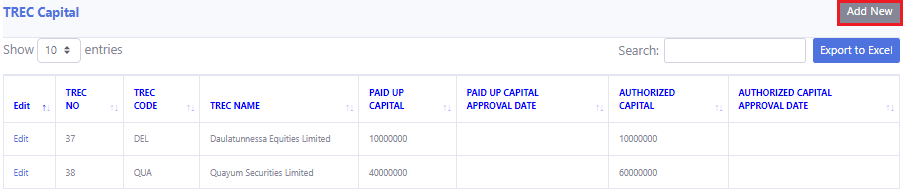 TREC Capital Add New
Show 10 entries Search: Export to Excel
Edit TREC NO TREC CODE TREC NAME PAID UP CAPITAL PAID UP CAPITAL APPROVAL DATE AUTHORIZED CAPITAL AUTHORIZED CAPITAL APPROVAL DATE
Edit 37 DEL Daulatunnessa Equities Limited 10000000 10000000
Edit 38 QUA Quayum Securities Limited 40000000 60000000